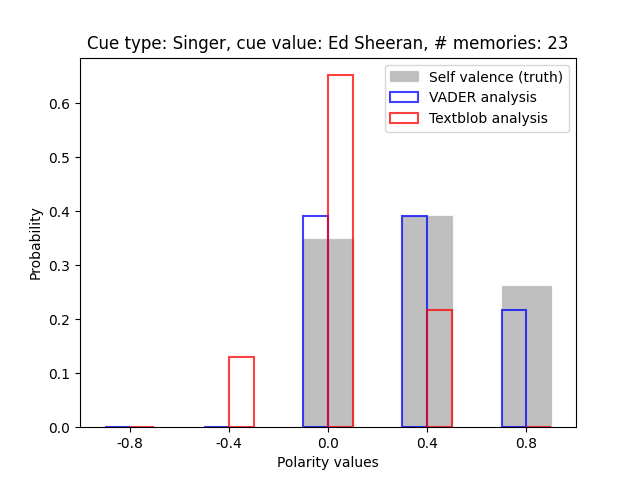 Cue type: Singer, cue value: Ed Sheeran, # memories: 23
Self valence (truth)
VADER analysis
Textblob analysis
Probability
0.6
0.5
0.4
0.3
0.2
0.1
0.0
-0.8 -0.4 0.0 0.4 0.8
Polarity values